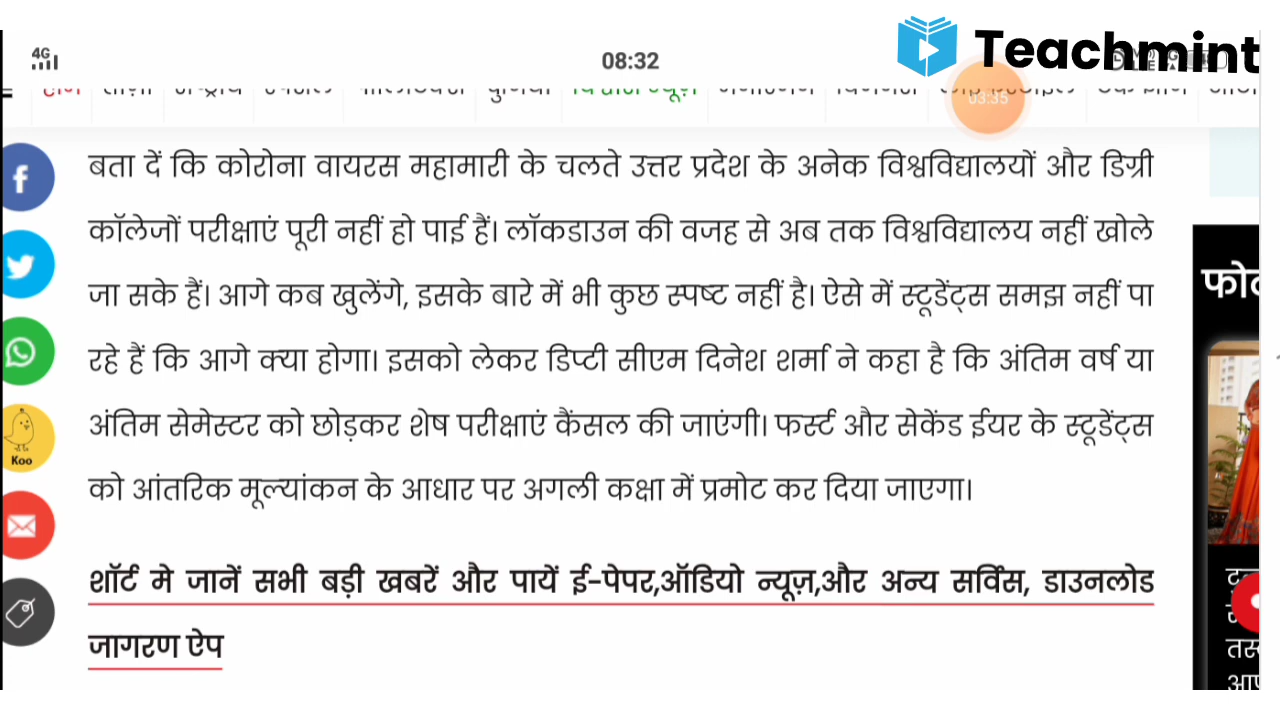 Teachmint
4G
08:32
03:35
बता दें कि कोरोना वायरस महामारी के चलते उत्तर प्रदेश के अनेक विश्वविद्यालयों और डिग्री
कॉलेजों परीक्षाएं पूरी नहीं हो पाई हैं। लॉकडाउन की वजह से अब तक विश्वविद्यालय नहीं खोले
जा सके हैं। आगे कब खुलेंगे, इसके बारे में भी कुछ स्पष्ट नहीं है। ऐसे में स्टूडेंट्स समझ नहीं पा
रहे हैं कि आगे क्या होगा। इसको लेकर डिप्टी सीएम दिनेश शर्मा ने कहा है कि अंतिम वर्ष या
अंतिम सेमेस्टर को छोड़कर शेष परीक्षाएं कैंसल की जाएंगी। फर्स्ट और सेकेंड ईयर के स्टूडेंट्स
को आंतरिक मूल्यांकन के आधार पर अगली कक्षा में प्रमोट कर दिया जाएगा।
Koo
शॉर्ट मे जानें सभी बड़ी खबरें और पायें ई-पेपर,ऑडियो न्यूज़,और अन्य सर्विस, डाउनलोड
जागरण ऐप